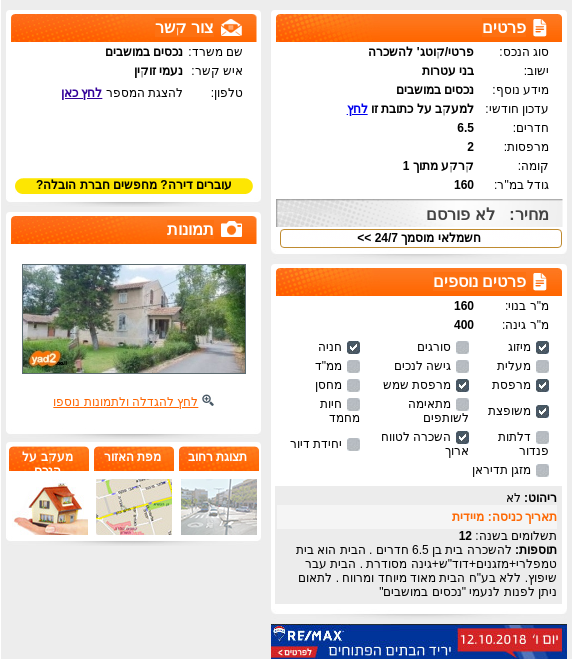 פרטים
סוג הנכס: פרטי/קוטג' להשכרה
ישוב: בני עטרות
מידע נוסף: נכסים במושבים
עדכון חודשי: למעקב על כתובת זו לחץ
חדרים: 6.5
מרפסות: 2
קומה: קרקע מתוך 1
גודל במ"ר: 160
מחיר: לא פורסם
חשמלאי מוסמך 24/7 >>
פרטים נוספים
מ"ר בנוי: 160
מ"ר גינה: 400
מיזוג סורגים חניה
מעלית גישה לנכים ממ"ד
מרפסת מרפסת שמש מחסן
משופצת מתאימה לשותפים חיות מחמד
דלתות פנדור השכרה לטווח ארוך יחידת דיור
מזגן תדיראן
ריהוט: לא
תאריך כניסה: מיידית
תשלומים בשנה: 12
תוספות: להשכרה בית בן 6.5 חדרים . הבית הוא בית
טמפלרי+מזגנים+דוד"ש+גינה מסודרת . הבית עבר
שיפוץ. ללא בע"ח הבית מאוד מיוחד ומרווח . לתאום
ניתן לפנות לנעמי "נכסים במושבים"
RE/MAX
יום ו' 12.10.2018
יריד הבתים הפתוחים
לפרטים >
צור קשר
שם משרד: נכסים במושבים
איש קשר: נעמי זוקין
טלפון: להצגת המספר לחץ כאן
עוברים דירה? מחפשים חברת הובלה?
תמונות
yad2
לחץ להגדלה ולתמונות נוספו
תצוגת רחוב
מפת האזור
מעקב על